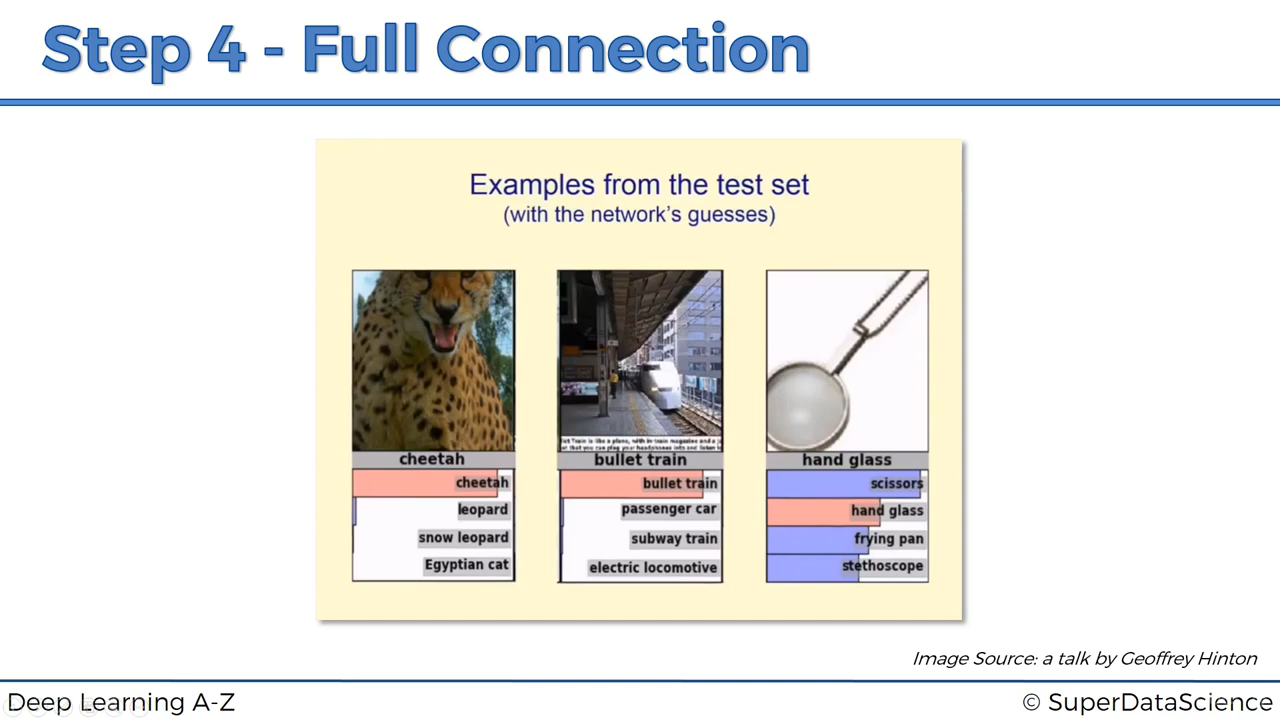 Step 4 - Full Connection
Examples from the test set
(with the network's guesses)
cheetah
cheetah
leopard
snow leopard
Egyptian cat
bullet train
bullet train
passenger car
subway train
electric locomotive
hand glass
scissors
hand glass
frying pan
stethoscope
Image Source: a talk by Geoffrey Hinton
Deep Learning A-Z
© SuperDataScience